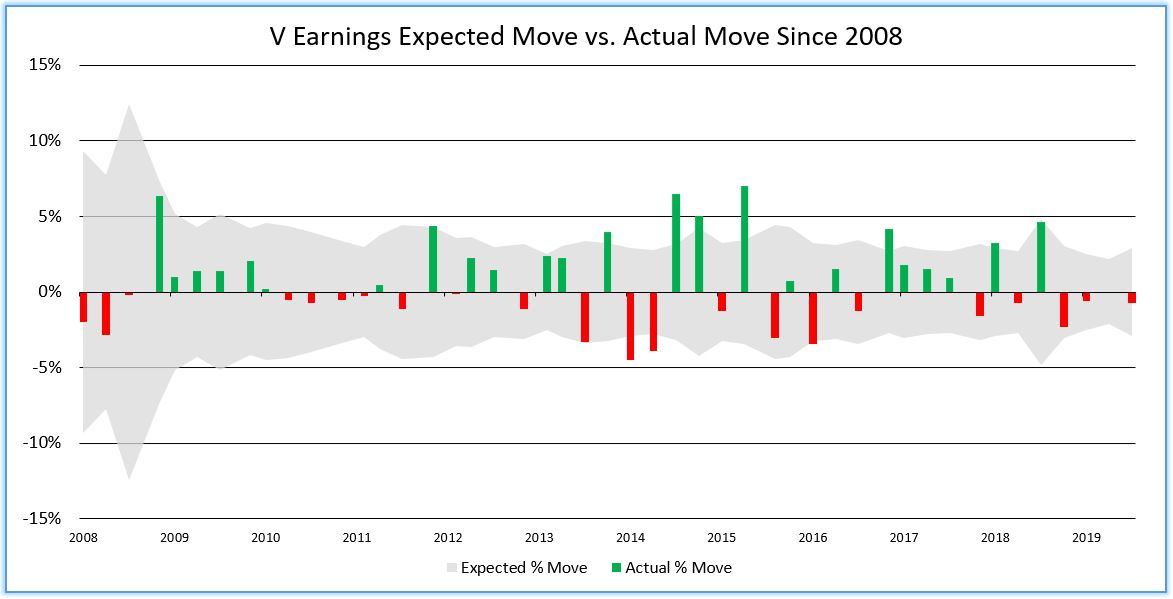 V Earnings Expected Move vs. Actual Move Since 2008
15%
10%
5%
0%
-5%
-10%
-15%
2008 2009 2010 2011 2012 2013 2014 2015 2016 2017 2018 2019
Expected % Move Actual % Move